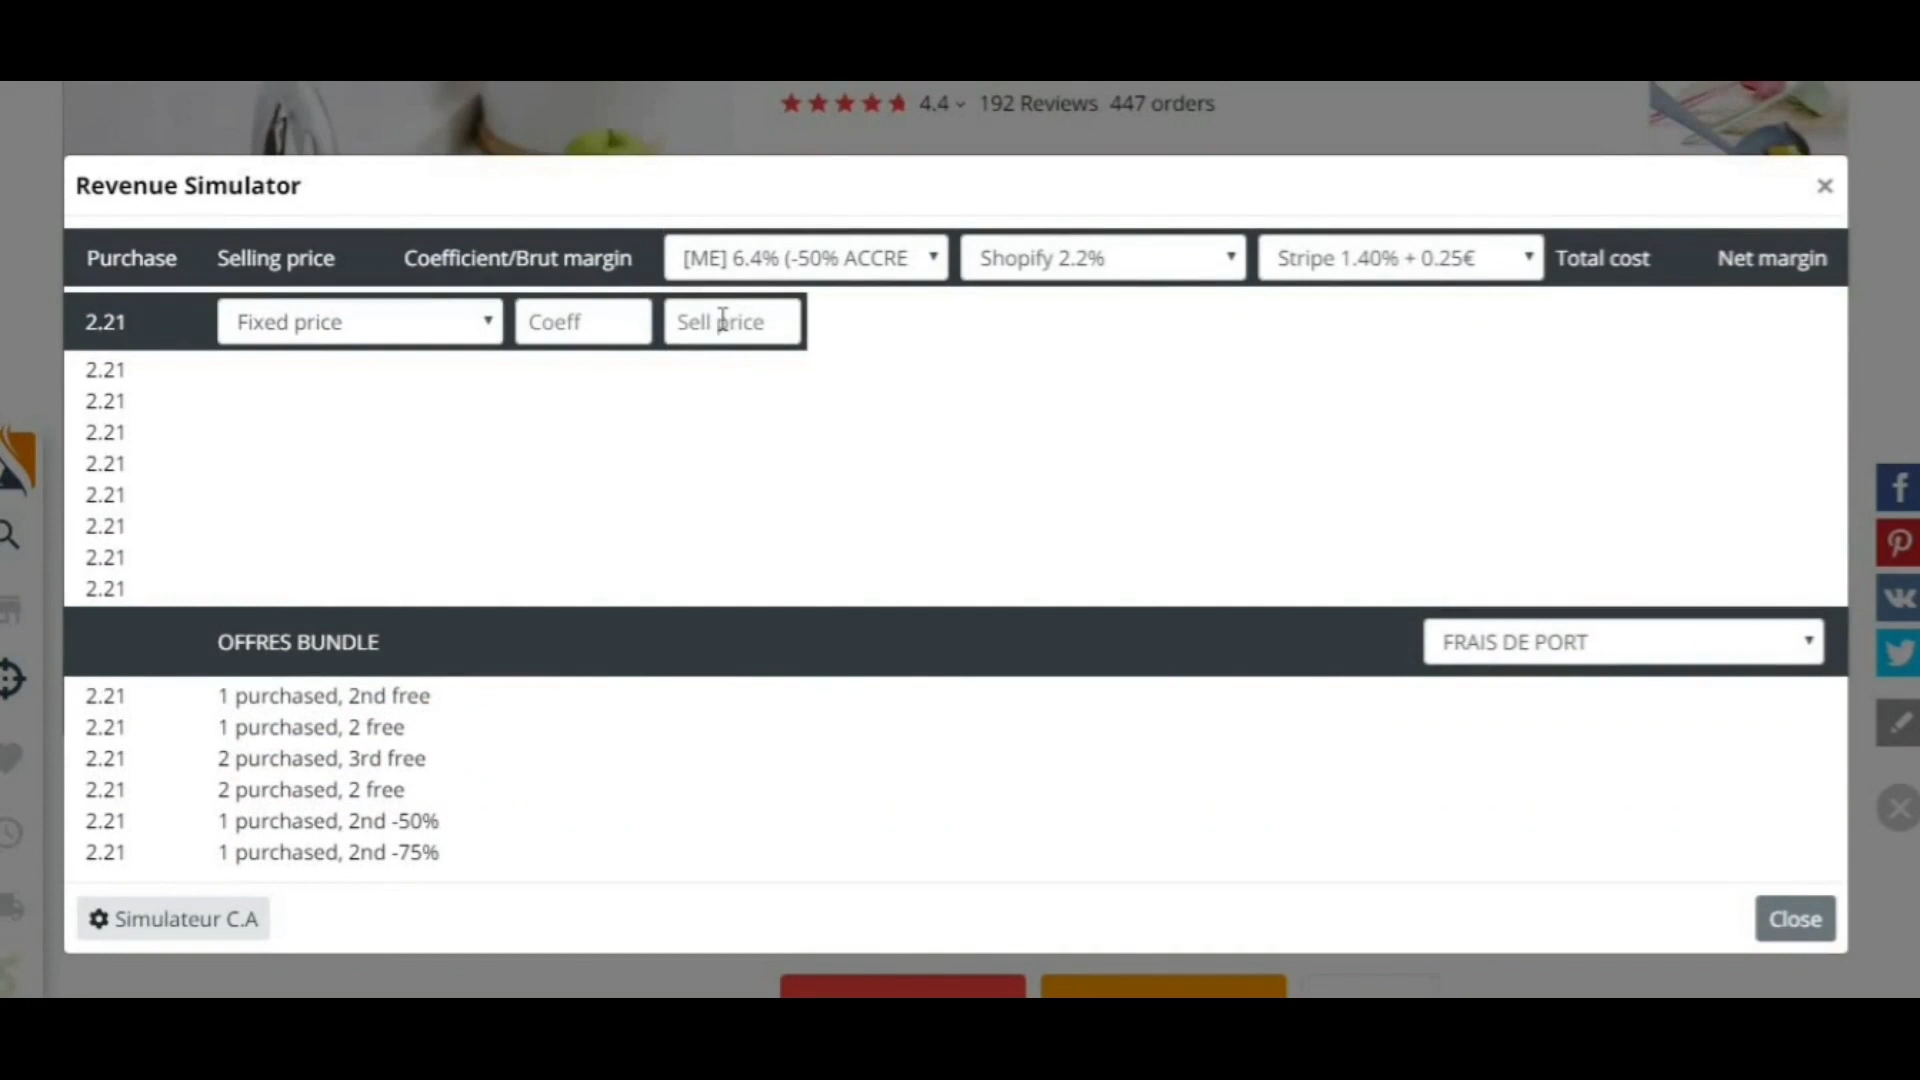 4.4 192 Reviews 447 orders
Revenue Simulator
Purchase Selling price Coefficient/Brut margin [ME] 6.4% (-50% ACCRE Shopify 2.2% Stripe 1.40% + 0.25€ Total cost Net margin
2.21 Fixed price Coeff Sell price
2.21
2.21
2.21
2.21
2.21
2.21
2.21
2.21
OFFRES BUNDLE FRAIS DE PORT
2.21 1 purchased, 2nd free
2.21 1 purchased, 2 free
2.21 2 purchased, 3rd free
2.21 2 purchased, 2 free
2.21 1 purchased, 2nd -50%
2.21 1 purchased, 2nd -75%
Simulateur C.A Close